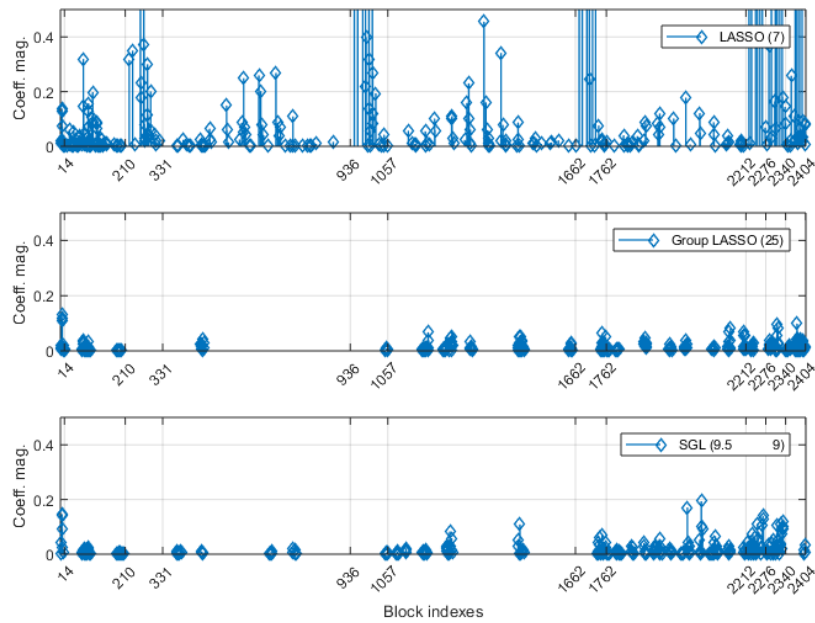 Coeff. mag.
0.4
0.2
0
LASSO (7)
14 210 331 936 1057 1662 1762 2212 2276 2340 2404
Coeff. mag.
0.4
0.2
0
Group LASSO (25)
14 210 331 936 1057 1662 1762 2212 2276 2340 2404
Coeff. mag.
0.4
0.2
0
SGL (9.5 9)
14 210 331 936 1057 1662 1762 2212 2276 2340 2404
Block indexes